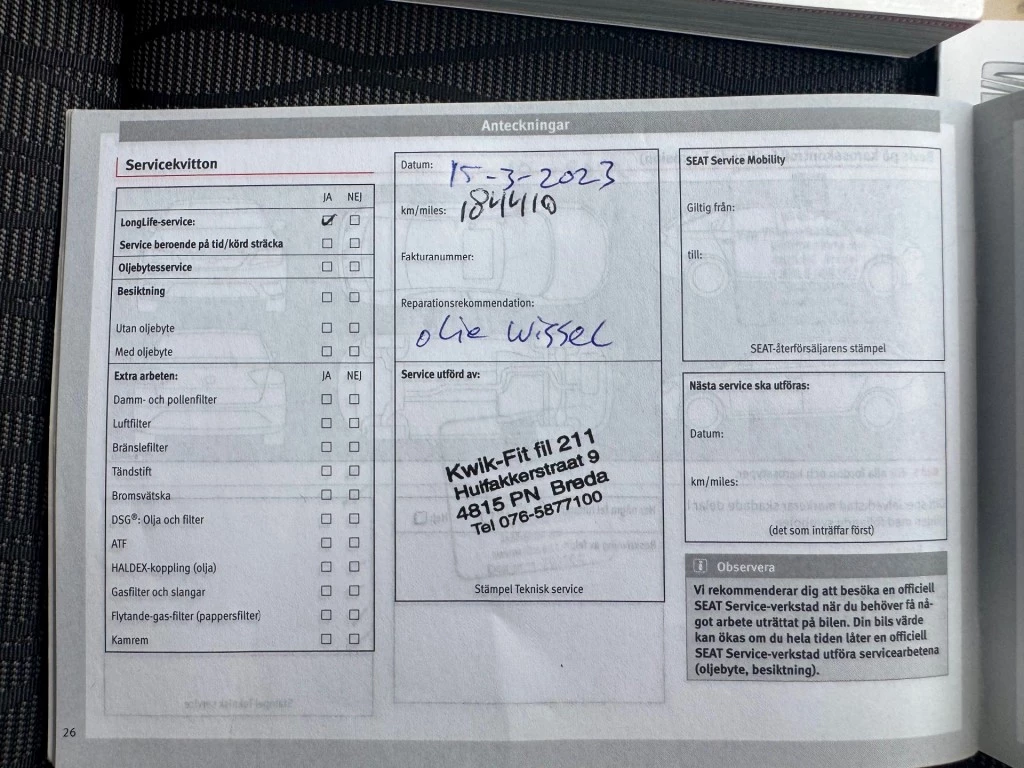 Anteckningar
Servicekvitton
JA NEJ
LongLife-service:
Service beroende på tid/körd sträcka
Oljebytesservice
Besiktning
Utan oljebyte
Med oljebyte
Extra arbeten: JA NEJ
Damm- och pollenfilter
Luftfilter
Bränslefilter
Tändstift
Bromsvätska
DSG®: Olja och filter
ATF
HALDEX-koppling (olja)
Gasfilter och slangar
Flytande-gas-filter (pappersfilter)
Kamrem
Datum: 15-3-2023
km/miles: 184410
Fakturanummer:
Reparationsrekommendation:
olie wissel
Service utförd av:
Kwik-Fit fil 211
Hulfakkerstraat 9
4815 PN Breda
Tel 076-5877100
Stämpel Teknisk service
SEAT Service Mobility
Giltig från:
till:
SEAT-återförsäljarens stämpel
Nästa service ska utföras:
Datum:
km/miles:
(det som inträffar först)
Observera
Vi rekommenderar dig att besöka en officiell
SEAT Service-verkstad när du behöver få nå-
got arbete uträttat på bilen. Din bils värde
kan ökas om du hela tiden låter en officiell
SEAT Service-verkstad utföra servicearbetena
(oljebyte, besiktning).
26